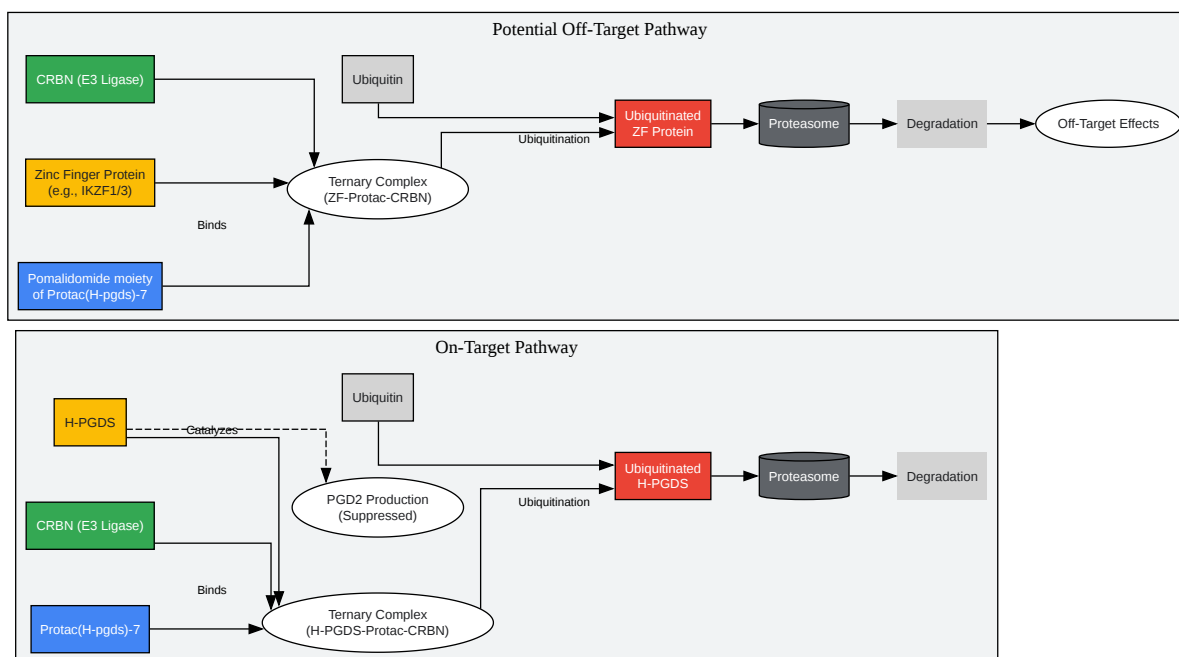 Potential Off-Target Pathway
CRBN (E3 Ligase)
Ubiquitin
Ubiquitinated
ZF Protein
Proteasome
Degradation
Off-Target Effects
Ubiquitination
Zinc Finger Protein
(e.g., IKZF1/3)
Ternary Complex
(ZF-Protac-CRBN)
Binds
Pomalidomide moiety
of Protac(H-pgds)-7
On-Target Pathway
Ubiquitin
H-PGDS
Catalyzes
Ubiquitinated
H-PGDS
Proteasome
Degradation
PGD2 Production
(Suppressed)
Ubiquitination
CRBN (E3 Ligase)
Binds
Protac(H-pgds)-7
Ternary Complex
(H-PGDS-Protac-CRBN)